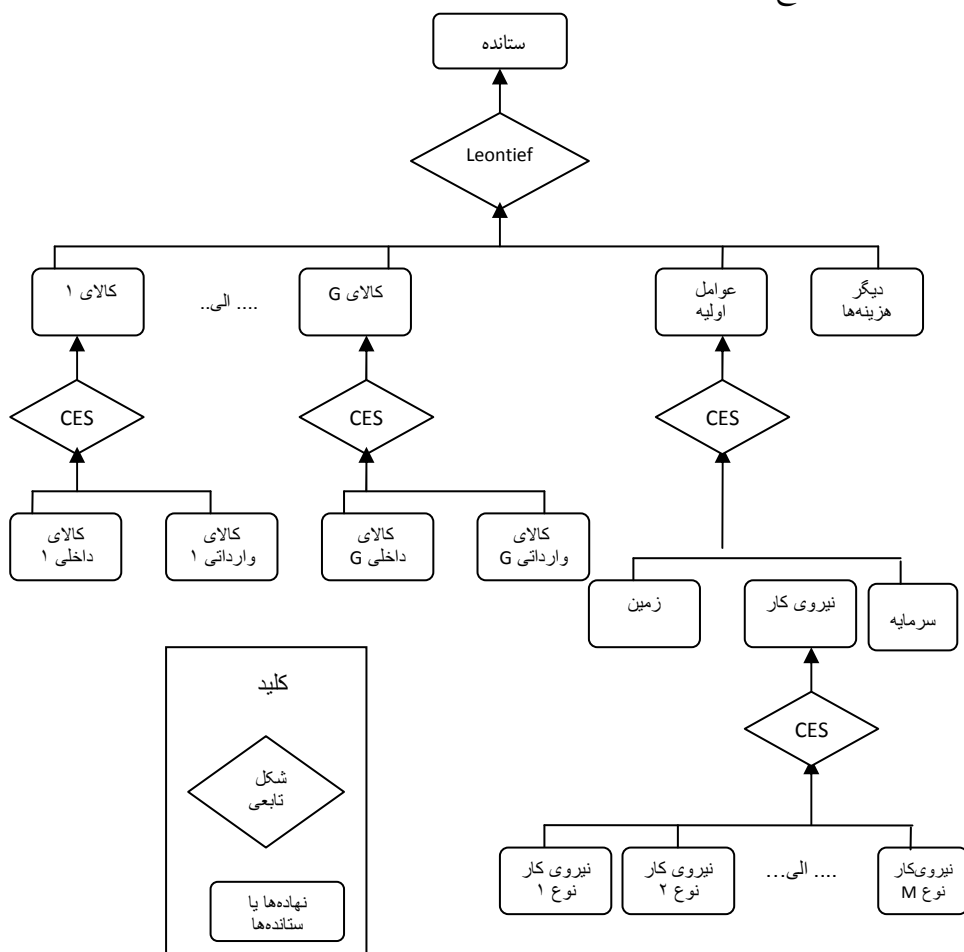 ستانده
Leontief
کالای ۱
.... الی..
کالای G
عوامل
اولیه
دیگر
هزینه‌ها
CES
CES
CES
کالای
داخلی ۱
کالای
وارداتی ۱
کالای
داخلی G
کالای
وارداتی G
زمین
نیروی کار
سرمایه
CES
نیروی کار
نوع ۱
نیروی کار
نوع ۲
.... الی...
نیروی‌کار
نوع M
کلید
شکل
تابعی
نهاده‌ها یا
ستانده‌ها